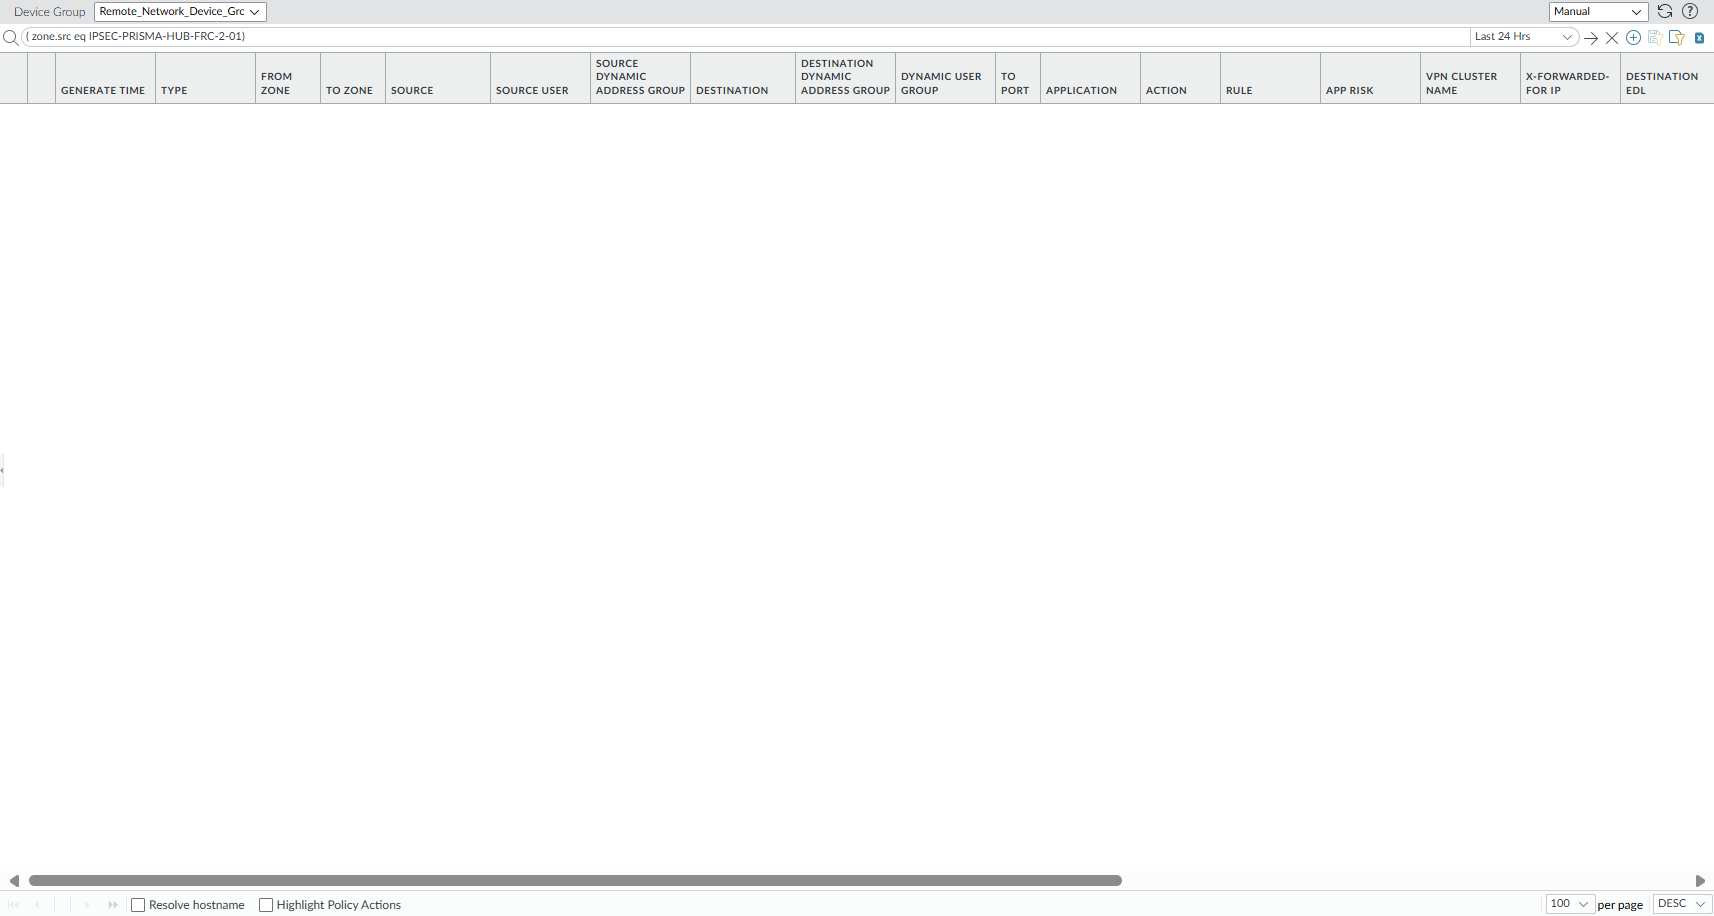 Device Group Remote_Network_Device_Grc Manual
( zone.src eq IPSEC-PRISMA-HUB-FRC-2-01) Last 24 Hrs
GENERATE TIME
TYPE
FROM ZONE
TO ZONE
SOURCE
SOURCE USER
SOURCE DYNAMIC ADDRESS GROUP
DESTINATION
DESTINATION DYNAMIC ADDRESS GROUP
DYNAMIC USER GROUP
TO PORT
APPLICATION
ACTION
RULE
APP RISK
VPN CLUSTER NAME
X-FORWARDED-FOR IP
DESTINATION EDL
Resolve hostname Highlight Policy Actions 100 per page DESC